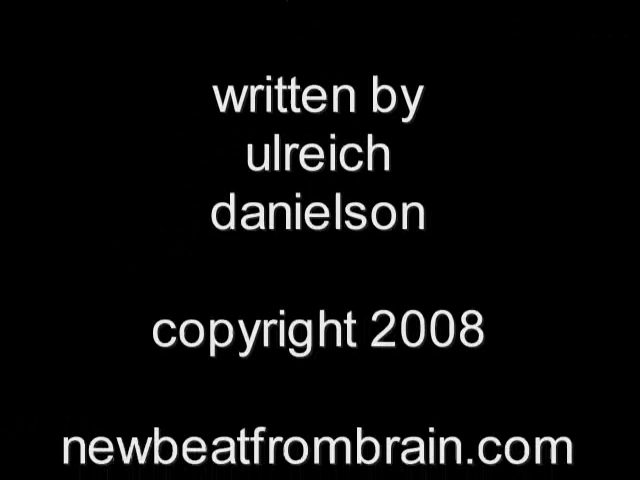 written by
ulreich
danielson
copyright 2008
newbeatfrombrain.com